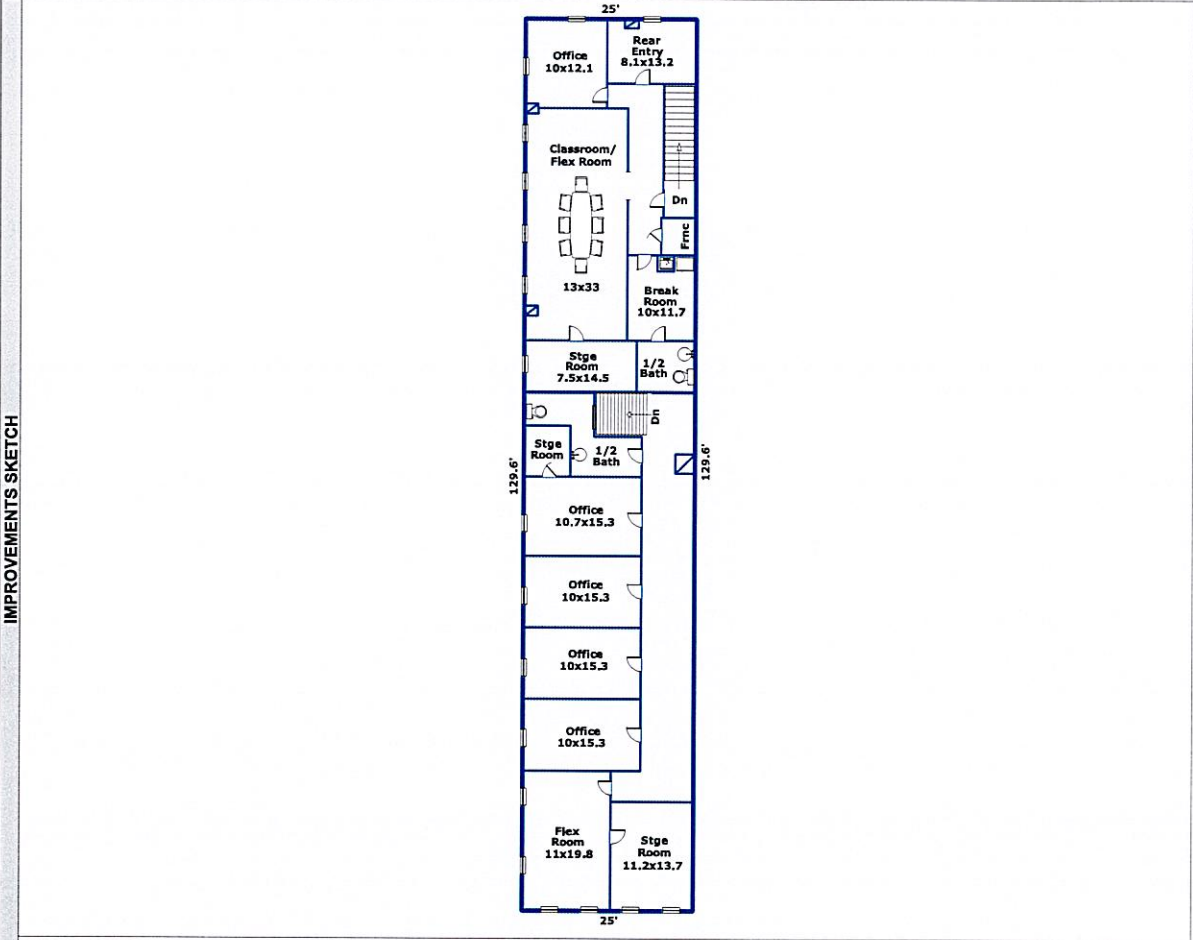 25'
Office
10x12.1
Rear
Entry
8.1x13.2
Classroom/
Flex Room
13x33
Dn
Frnc
Break
Room
10x11.7
Stge
Room
7.5x14.5
1/2
Bath
Dn
Stge
Room
1/2
Bath
129.6'
129.6'
IMPROVEMENTS SKETCH
Office
10.7x15.3
Office
10x15.3
Office
10x15.3
Office
10x15.3
Flex
Room
11x19.8
Stge
Room
11.2x13.7
25'